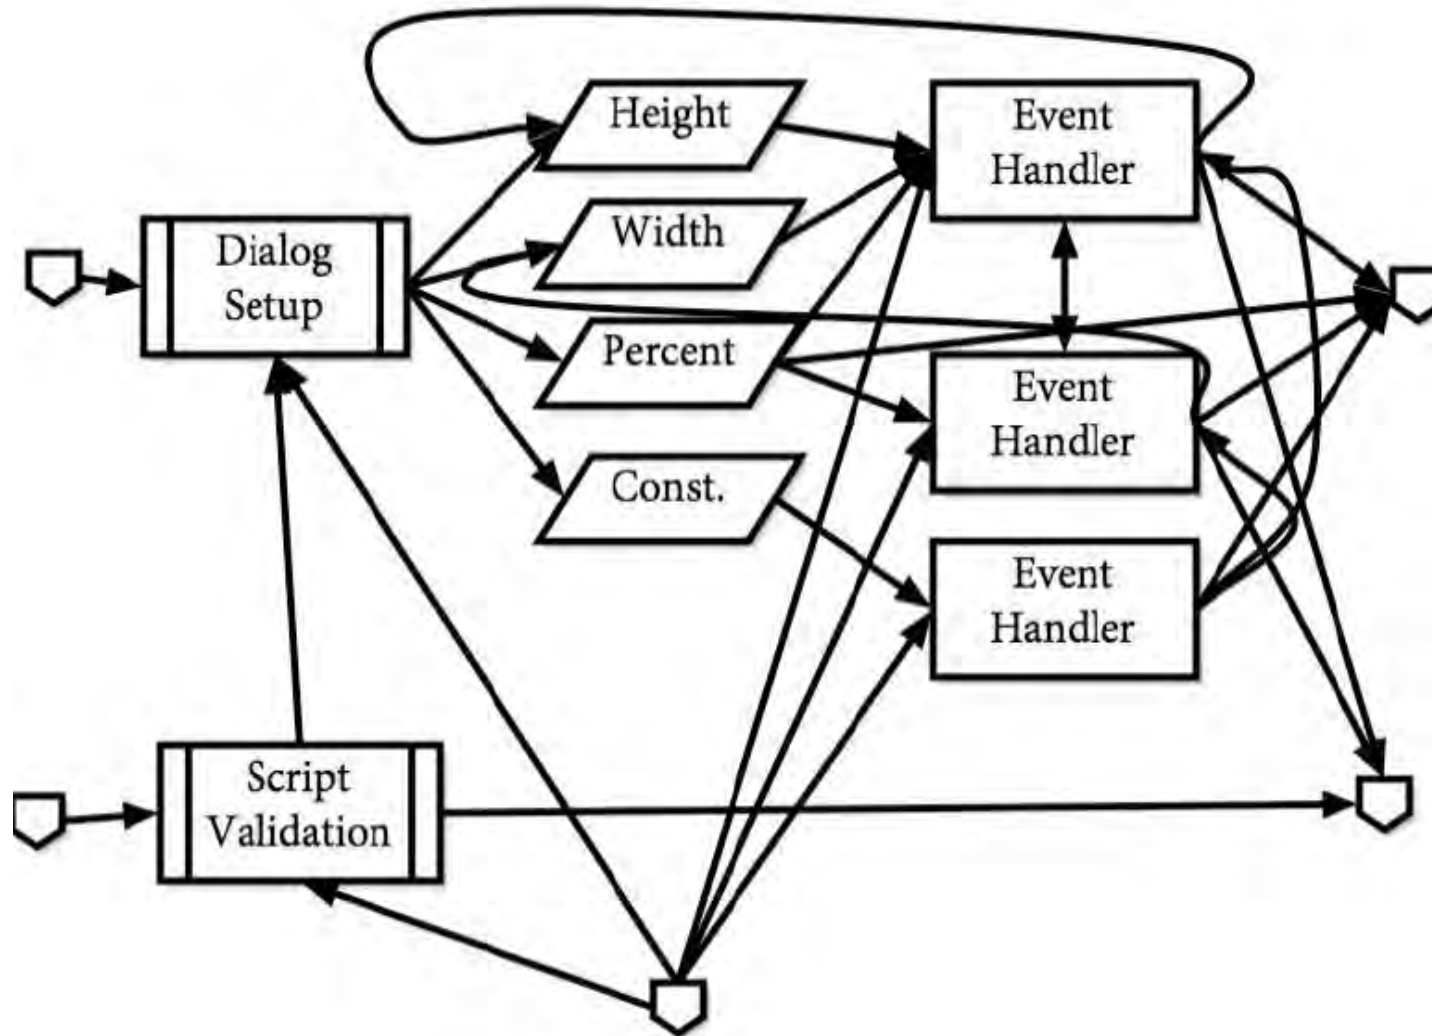 Height
Event
Handler
Width
Dialog
Setup
Percent
Event
Handler
Const.
Event
Handler
Script
Validation